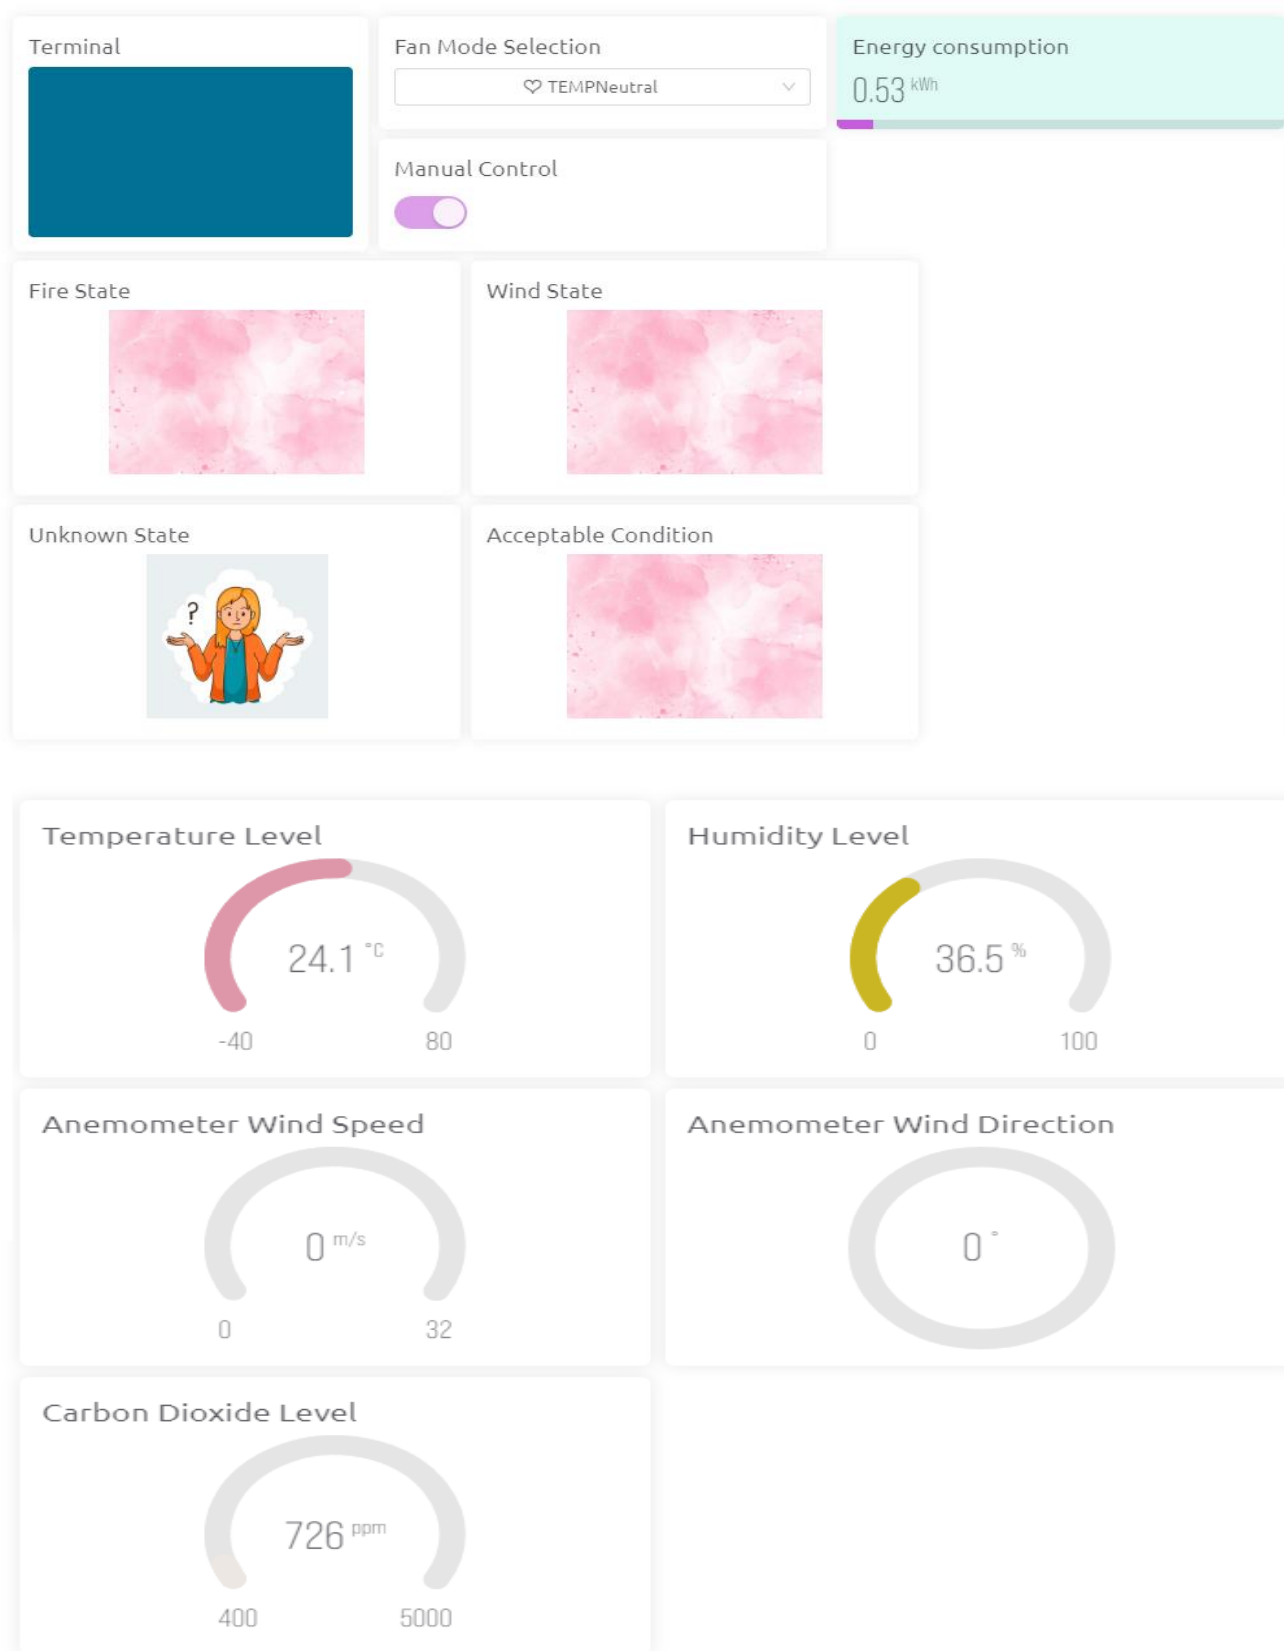 Terminal
Fan Mode Selection
TEMPNeutral
Energy consumption
0.53 kWh
Manual Control
Fire State
Wind State
Unknown State
?
Acceptable Condition
Temperature Level
24.1 °C
-40 80
Humidity Level
36.5 %
0 100
Anemometer Wind Speed
0 m/s
0 32
Anemometer Wind Direction
0 °
Carbon Dioxide Level
726 ppm
400 5000